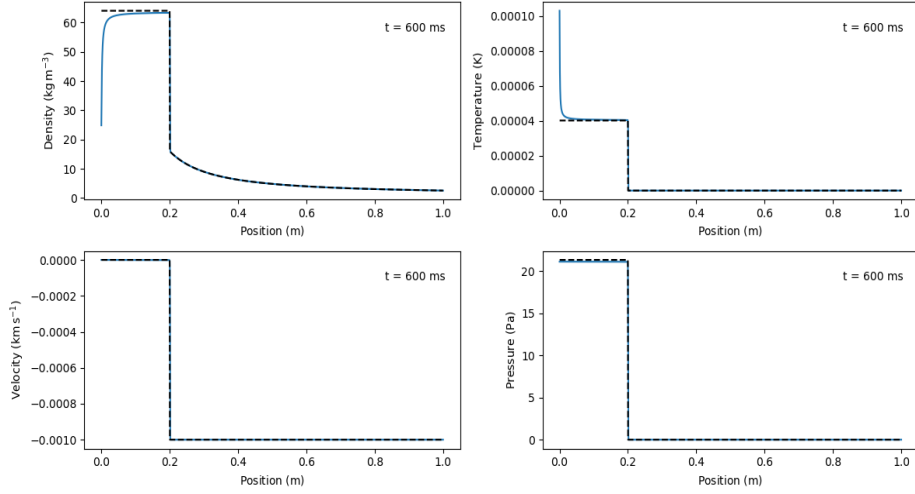 Density (kg m⁻³)
60
50
40
30
20
10
0
t = 600 ms
0.0 0.2 0.4 0.6 0.8 1.0
Position (m)
Temperature (K)
0.00010
0.00008
0.00006
0.00004
0.00002
0.00000
t = 600 ms
0.0 0.2 0.4 0.6 0.8 1.0
Position (m)
Velocity (km s⁻¹)
0.0000
−0.0002
−0.0004
−0.0006
−0.0008
−0.0010
t = 600 ms
0.0 0.2 0.4 0.6 0.8 1.0
Position (m)
Pressure (Pa)
20
15
10
5
0
t = 600 ms
0.0 0.2 0.4 0.6 0.8 1.0
Position (m)